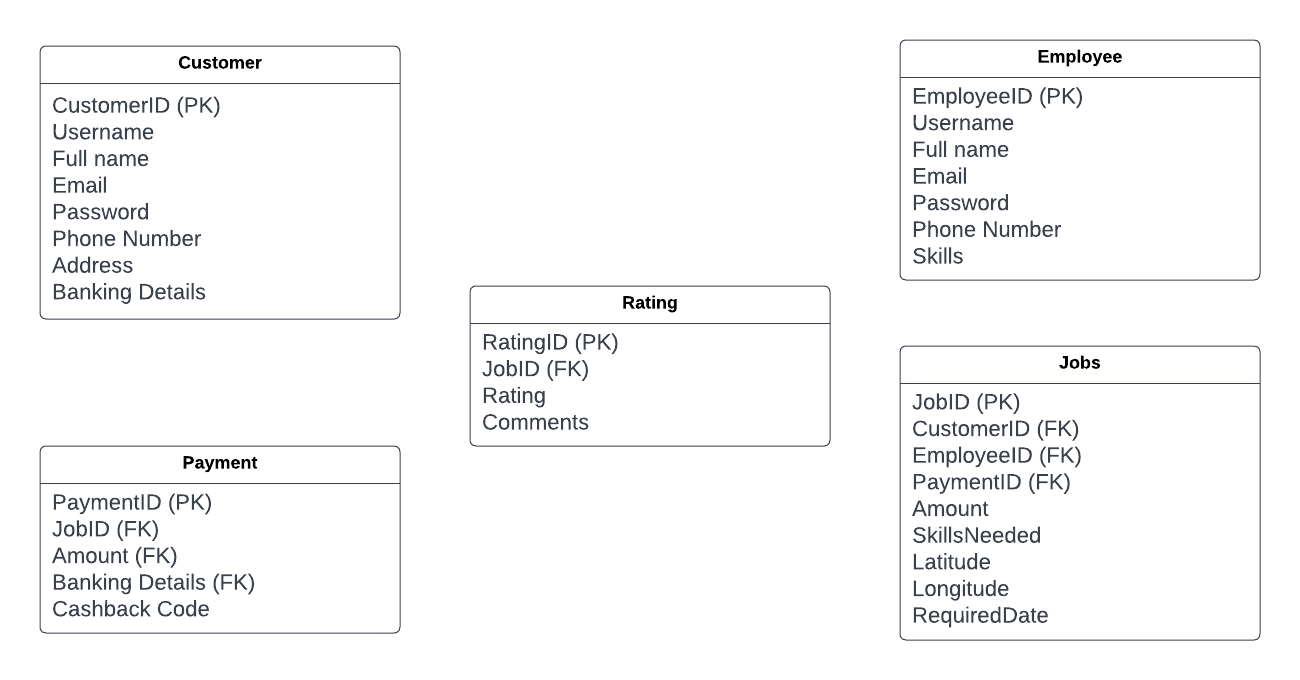 Customer
CustomerID (PK)
Username
Full name
Email
Password
Phone Number
Address
Banking Details
Employee
EmployeeID (PK)
Username
Full name
Email
Password
Phone Number
Skills
Rating
RatingID (PK)
JobID (FK)
Rating
Comments
Payment
PaymentID (PK)
JobID (FK)
Amount (FK)
Banking Details (FK)
Cashback Code
Jobs
JobID (PK)
CustomerID (FK)
EmployeeID (FK)
PaymentID (FK)
Amount
SkillsNeeded
Latitude
Longitude
RequiredDate